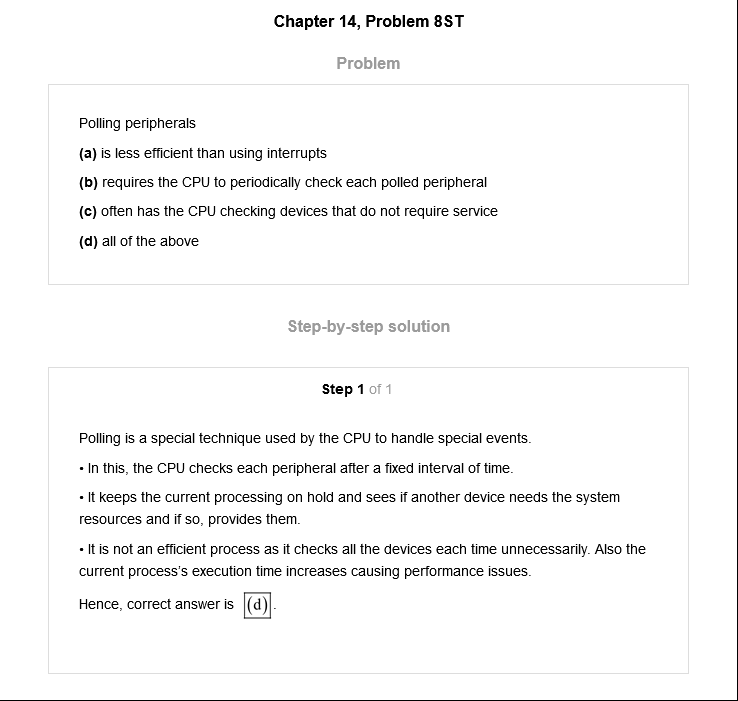 Chapter 14, Problem 8ST
Problem
Polling peripherals
(a) is less efficient than using interrupts
(b) requires the CPU to periodically check each polled peripheral
(c) often has the CPU checking devices that do not require service
(d) all of the above
Step-by-step solution
Step 1 of 1
Polling is a special technique used by the CPU to handle special events.
• In this, the CPU checks each peripheral after a fixed interval of time.
• It keeps the current processing on hold and sees if another device needs the system
resources and if so, provides them.
• It is not an efficient process as it checks all the devices each time unnecessarily. Also the
current process's execution time increases causing performance issues.
Hence, correct answer is (d).